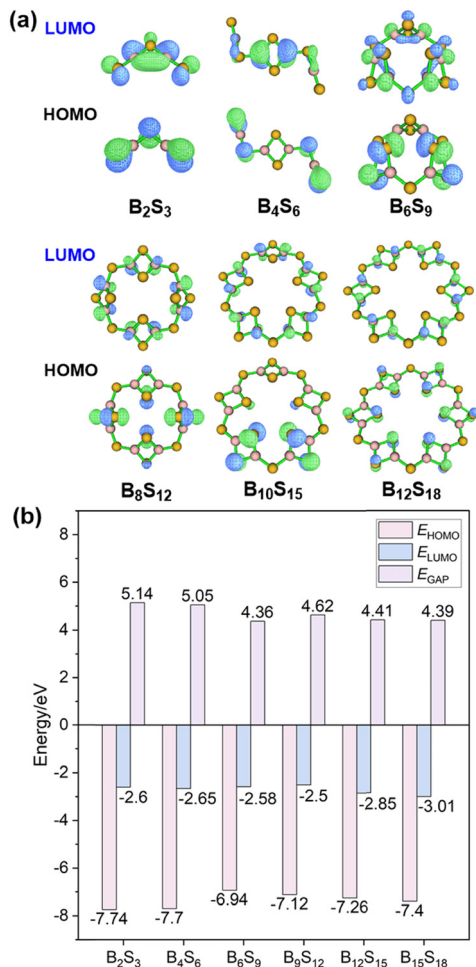 (a)
LUMO
HOMO
B₂S₃ B₄S₆ B₆S₉
LUMO
HOMO
B₈S₁₂ B₁₀S₁₅ B₁₂S₁₈
(b)
8
6
4
2
0
-2
-4
-6
-8
Energy/eV
E_HOMO
E_LUMO
E_GAP
5.14 5.05 4.36 4.62 4.41 4.39
-2.6 -2.65 -2.58 -2.5 -2.85 -3.01
-7.74 -7.7 -6.94 -7.12 -7.26 -7.4
B₂S₃ B₄S₆ B₆S₉ B₉S₁₂ B₁₂S₁₅ B₁₅S₁₈